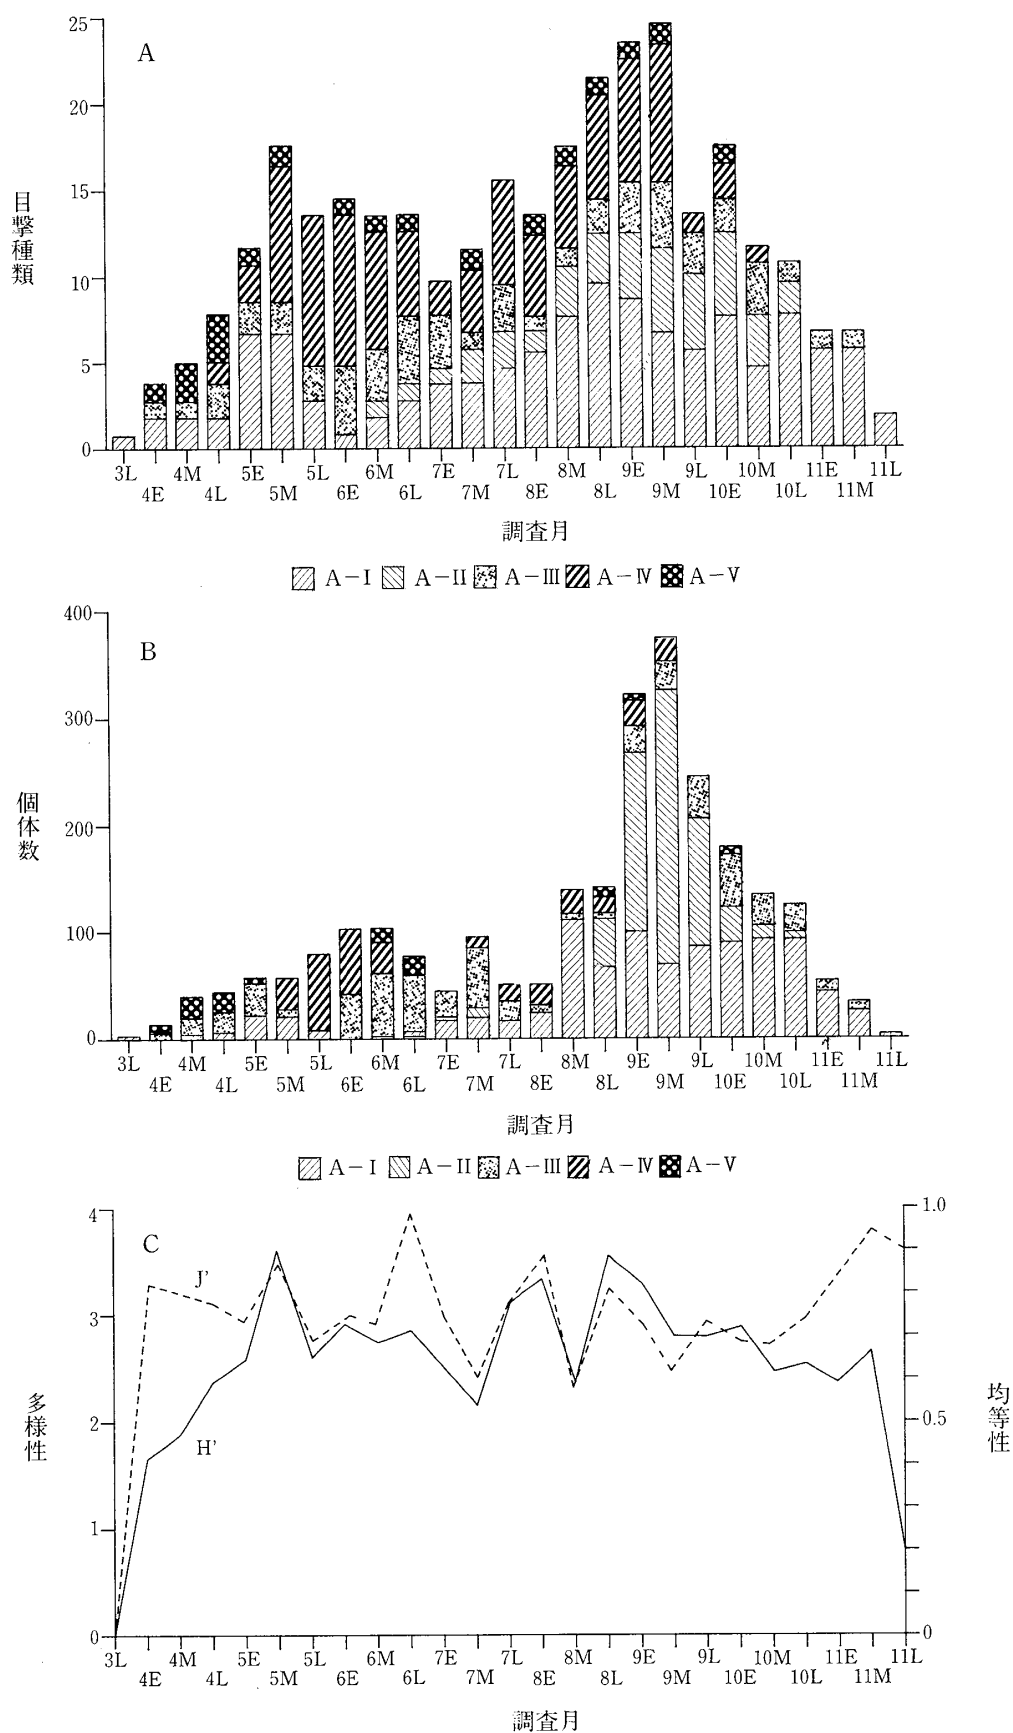 A
25
20
15
10
5
0
目撃種類
3L 4M 5E 5L 6M 7E 7L 8M 9E 9L 10M 11E 11L
4E 4L 5M 6E 6L 7M 8E 8L 9M 10E 10L 11M
調査月
A-I A-II A-III A-IV A-V
B
400
300
200
100
0
個体数
3L 4M 5E 5L 6M 7E 7L 8M 9E 9L 10M 11E 11L
4E 4L 5M 6E 6L 7M 8E 8L 9M 10E 10L 11M
調査月
A-I A-II A-III A-IV A-V
C
4
3
2
1
0
多様性
J'
H'
1.0
0.5
0
均等性
3L 4M 5E 5L 6M 7E 7L 8M 9E 9L 10M 11E 11L
4E 4L 5M 6E 6L 7M 8E 8L 9M 10E 10L 11M
調査月